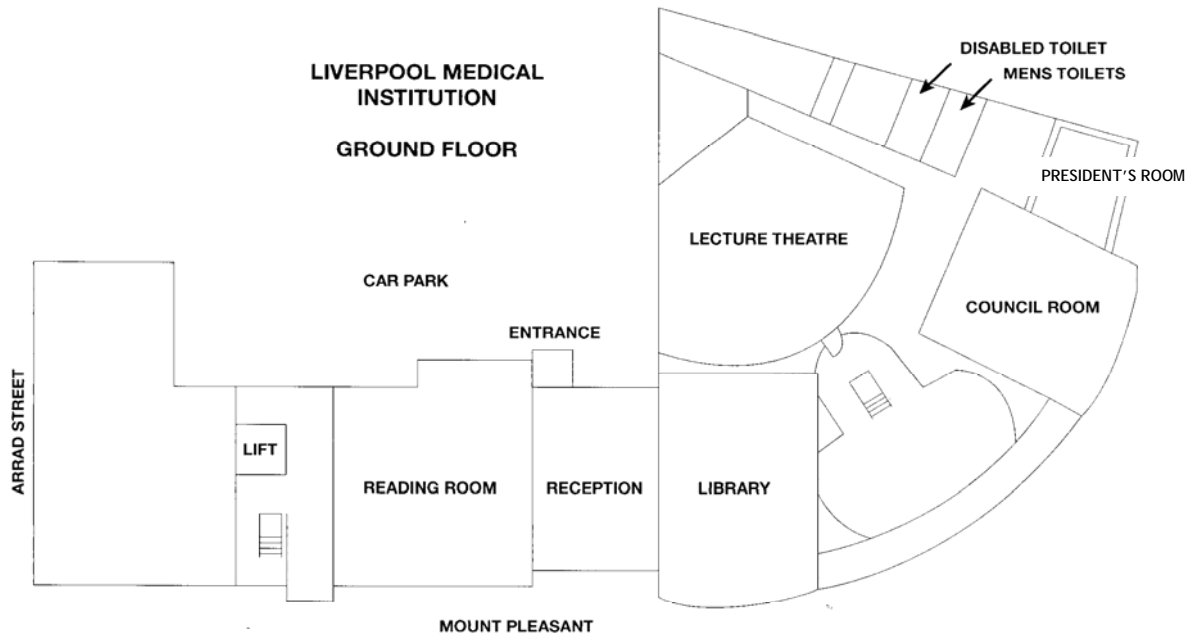 LIVERPOOL MEDICAL
INSTITUTION
GROUND FLOOR
DISABLED TOILET
MENS TOILETS
PRESIDENT'S ROOM
LECTURE THEATRE
CAR PARK
COUNCIL ROOM
ENTRANCE
ARRAD STREET
LIFT
READING ROOM
RECEPTION
LIBRARY
MOUNT PLEASANT